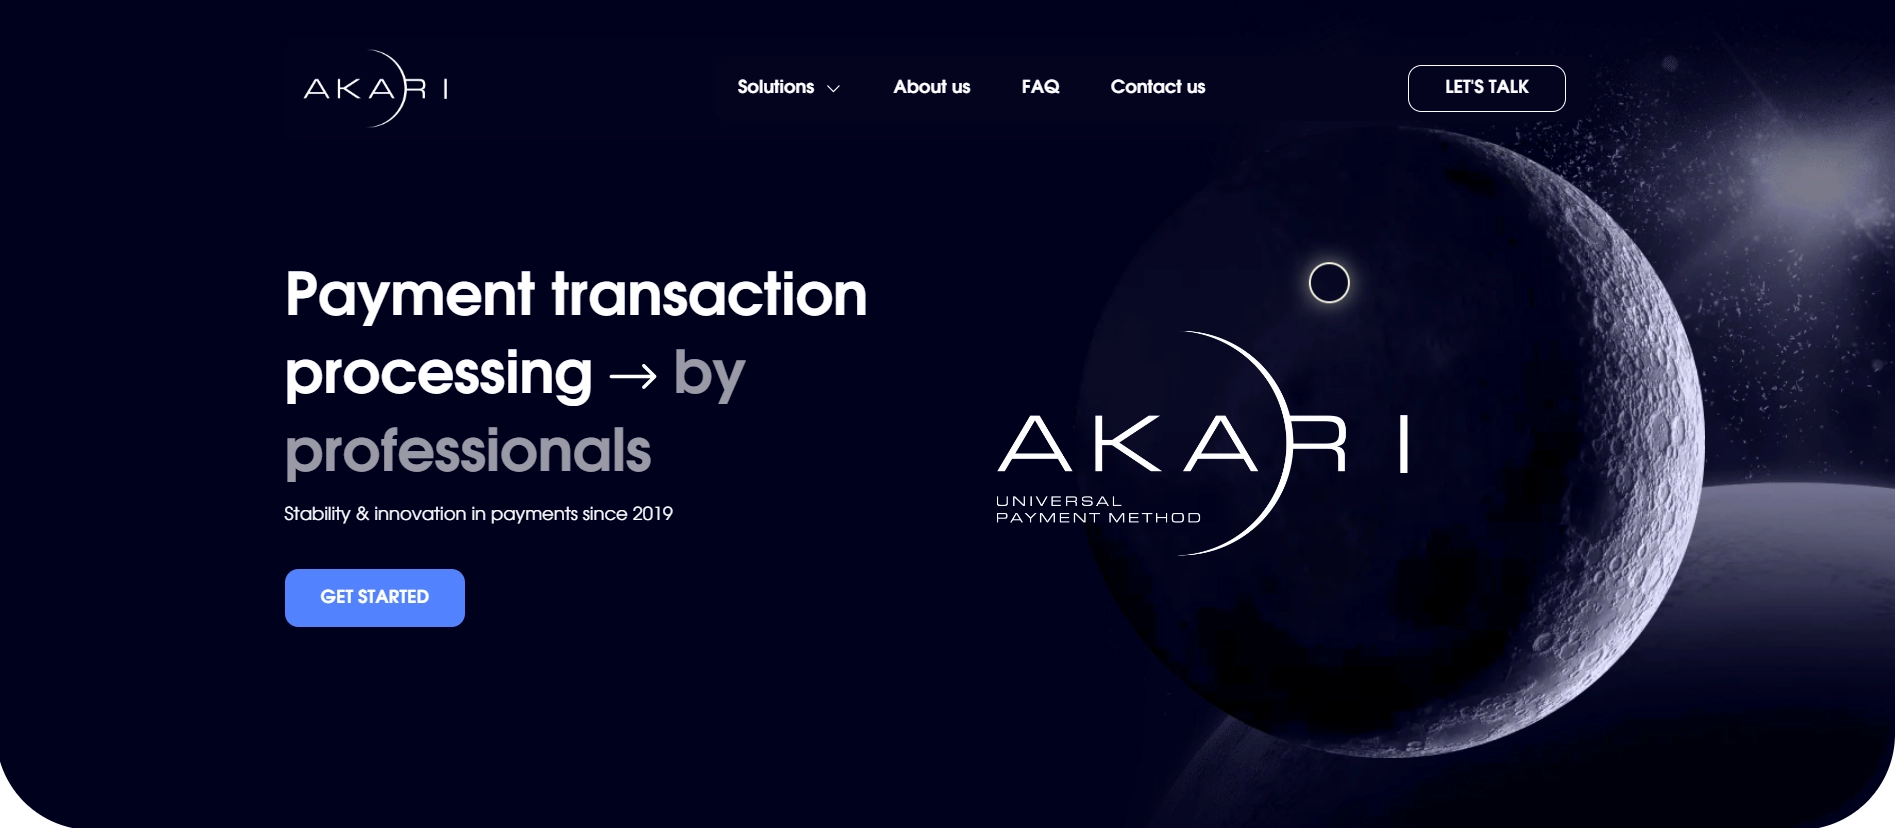 AKARI
Solutions
About us
FAQ
Contact us
LET'S TALK
Payment transaction
processing → by
professionals
Stability & innovation in payments since 2019
GET STARTED
AKARI
UNIVERSAL
PAYMENT METHOD